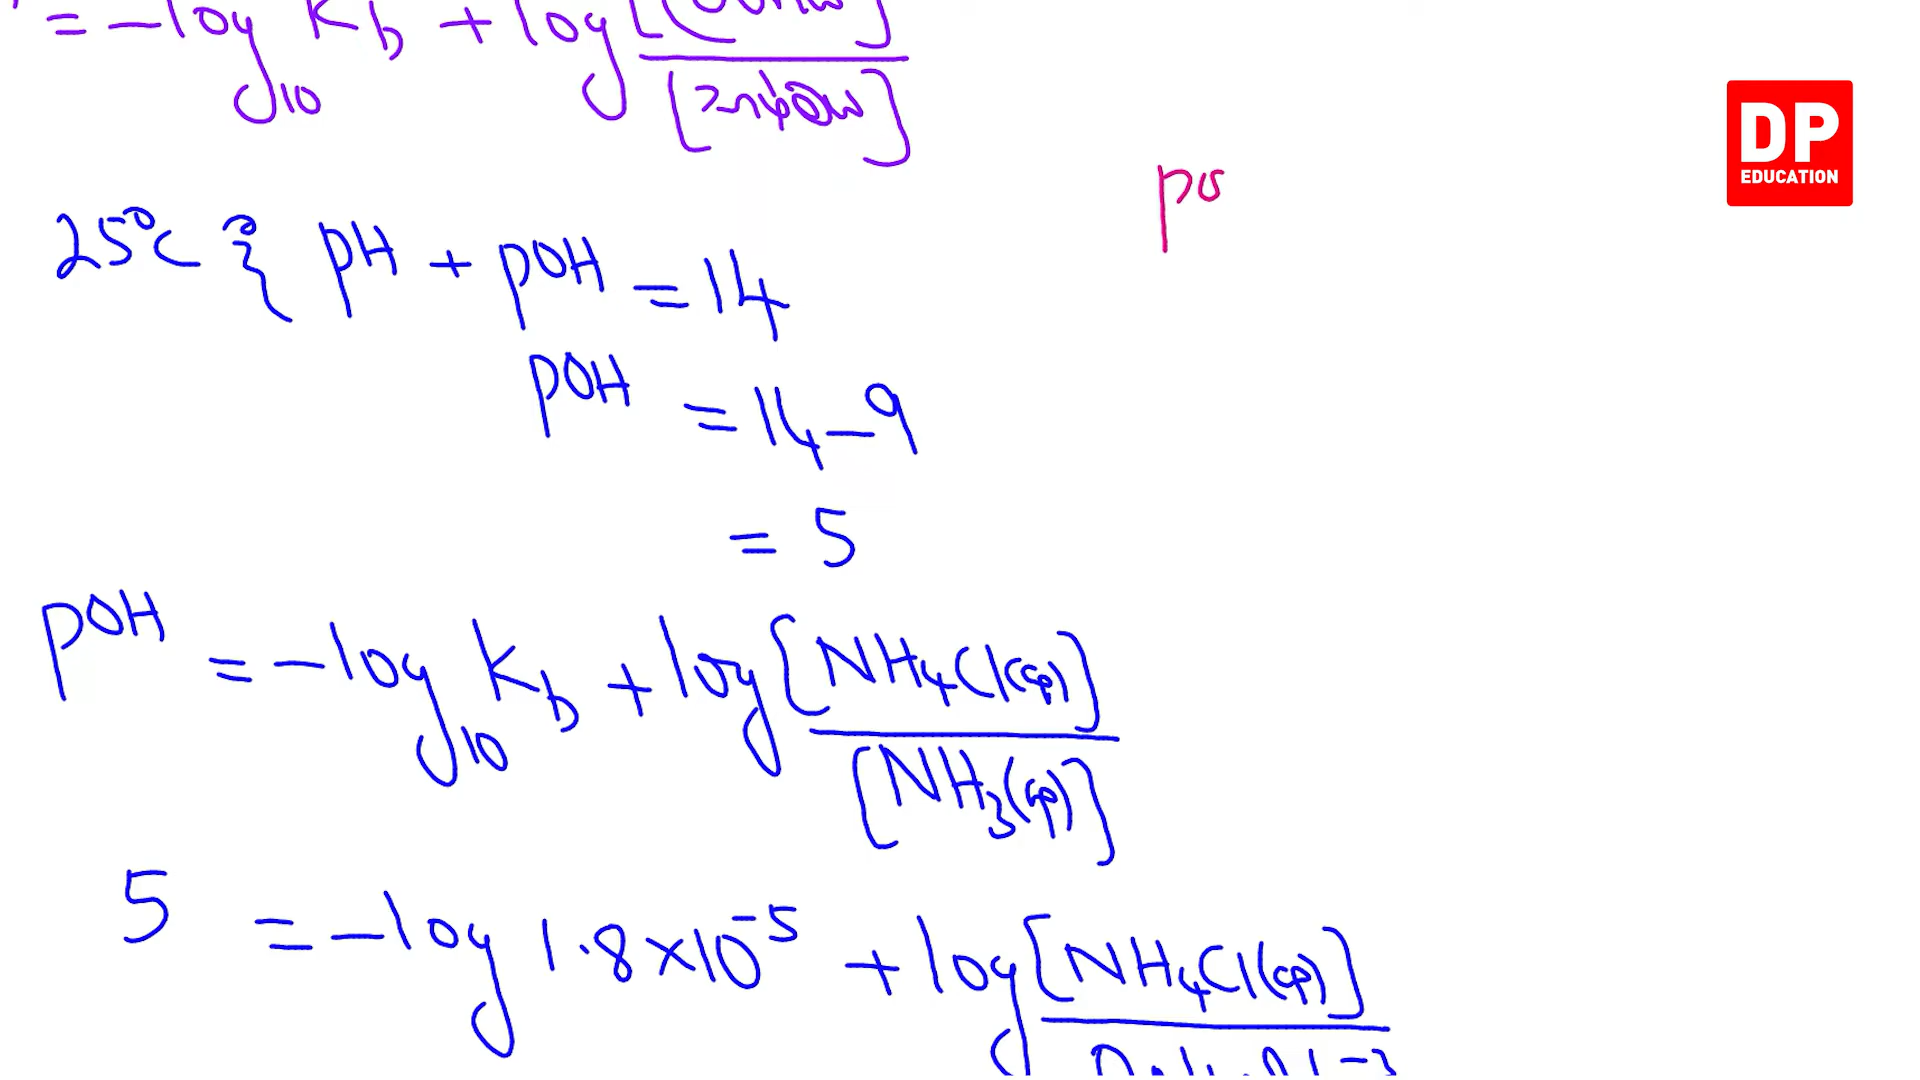 = -log₁₀ Kb + log
DP
EDUCATION
25°C } pH + pOH = 14
pOH = 14-9
= 5
pOH = -log₁₀ Kb + log [NH₄Cl(aq)]
[NH₃(aq)]
5 = -log 1.8×10⁻⁵ + log [NH₄Cl(aq)]